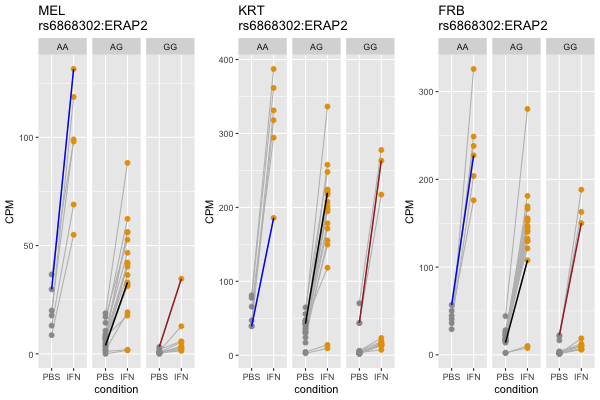 MEL
rs6868302:ERAP2
AA AG GG
100
50
0
CPM
PBS IFN PBS IFN PBS IFN
condition
KRT
rs6868302:ERAP2
AA AG GG
400
300
200
100
0
CPM
PBS IFN PBS IFN PBS IFN
condition
FRB
rs6868302:ERAP2
AA AG GG
300
200
100
0
CPM
PBS IFN PBS IFN PBS IFN
condition